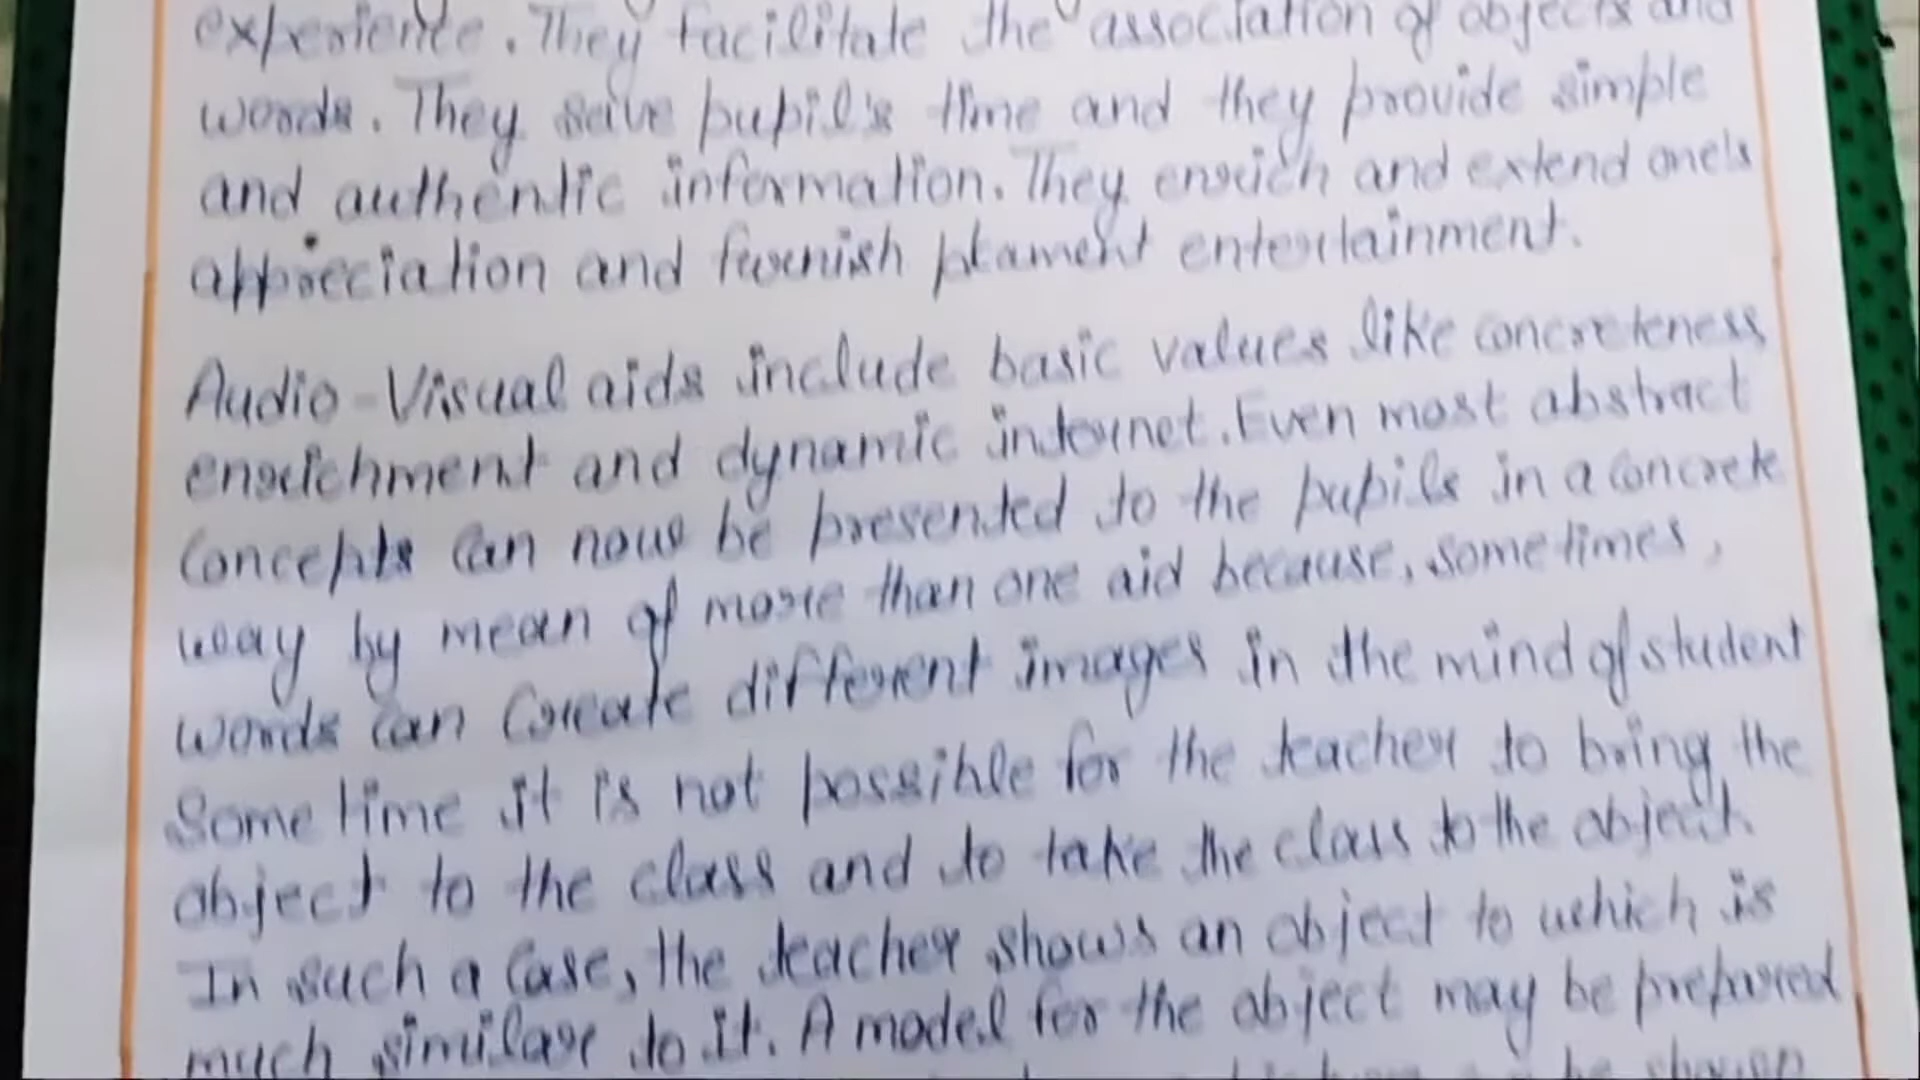 experience. They facilitate the association of objects and
words. They save pupil's time and they provide simple
and authentic information. They enrich and extend one's
appreciation and furnish entertainment.
Audio-Visual aids include basic values like concreteness
enrichment and dynamic internet. Even most abstract
Concepts can now be presented to the pupils in a concrete
way by mean of more than one aid because, sometimes,
words can create different images in the mind of student
Some time it is not possible for the teacher to bring the
object to the class and to take the class to the object.
In such a case, the teacher shows an object to which is
much similar to it. A model for the object may be prepared
be shown